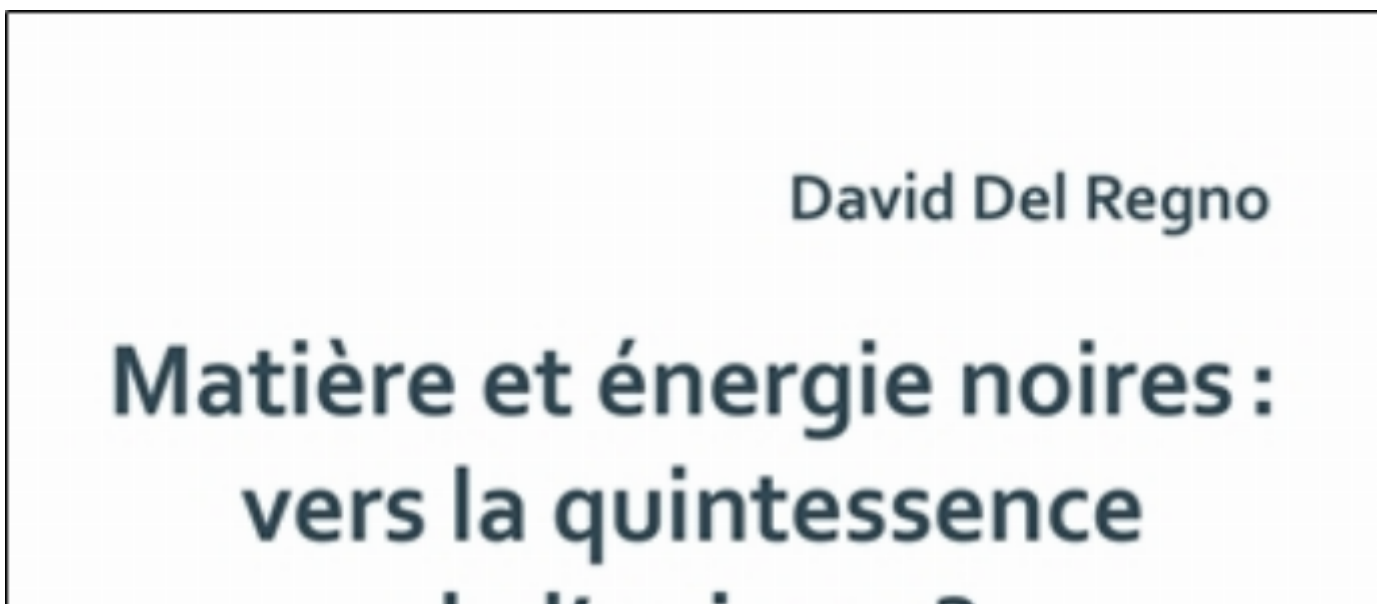 David Del Regno
Matière et énergie noires :
vers la quintessence